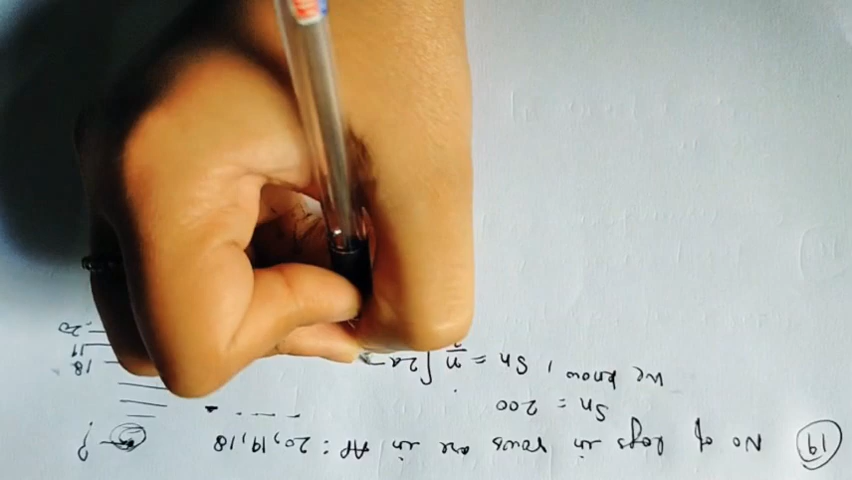 19 No of logs in rows are in AP : 20, 19, 18 - - - - ?
Sn = 200
We know, Sn = n/2 [2a -
18
19
20